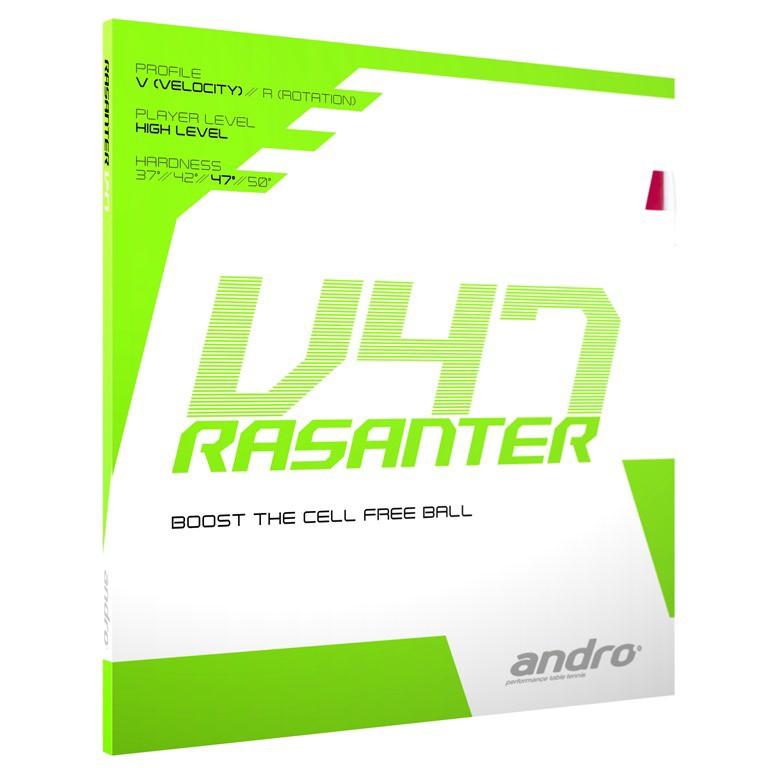 PROFILE
V (VELOCITY) // R (ROTATION)
PLAYER LEVEL
HIGH LEVEL
HARDNESS
37°//42°//47°//50°
RASANTER V47
V47
RASANTER
BOOST THE CELL FREE BALL
andro
andro®
performance table tennis